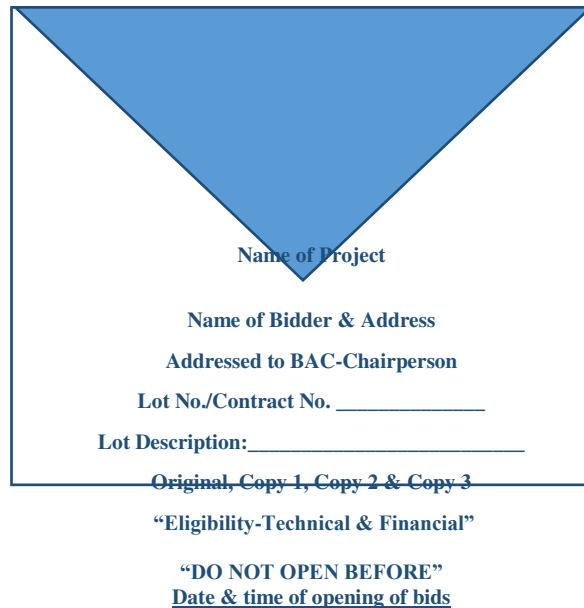 Name of Project
Name of Bidder & Address
Addressed to BAC-Chairperson
Lot No./Contract No. ______________
Lot Description:__________________________
Original, Copy 1, Copy 2 & Copy 3
“Eligibility-Technical & Financial”
“DO NOT OPEN BEFORE”
Date & time of opening of bids